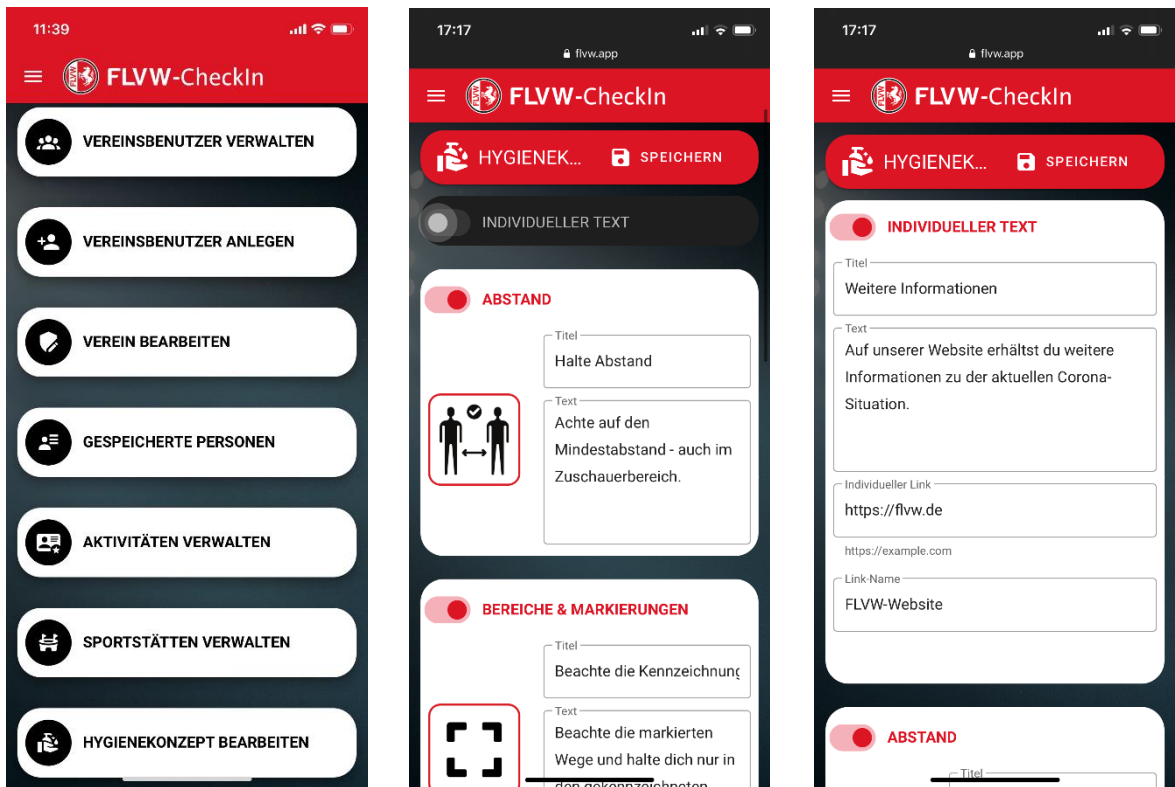 11:39
FLVW-CheckIn
VEREINSBENUTZER VERWALTEN
VEREINSBENUTZER ANLEGEN
VEREIN BEARBEITEN
GESPEICHERTE PERSONEN
AKTIVITÄTEN VERWALTEN
SPORTSTÄTTEN VERWALTEN
HYGIENEKONZEPT BEARBEITEN
17:17
flvw.app
FLVW-CheckIn
HYGIENEK... SPEICHERN
INDIVIDUELLER TEXT
ABSTAND
Titel
Halte Abstand
Text
Achte auf den
Mindestabstand - auch im
Zuschauerbereich.
BEREICHE & MARKIERUNGEN
Titel
Beachte die Kennzeichnung
Text
Beachte die markierten
Wege und halte dich nur in
den gekennzeichneten
17:17
flvw.app
FLVW-CheckIn
HYGIENEK... SPEICHERN
INDIVIDUELLER TEXT
Titel
Weitere Informationen
Text
Auf unserer Website erhältst du weitere
Informationen zu der aktuellen Corona-
Situation.
Individueller Link
https://flvw.de
https://example.com
Link-Name
FLVW-Website
ABSTAND
Titel